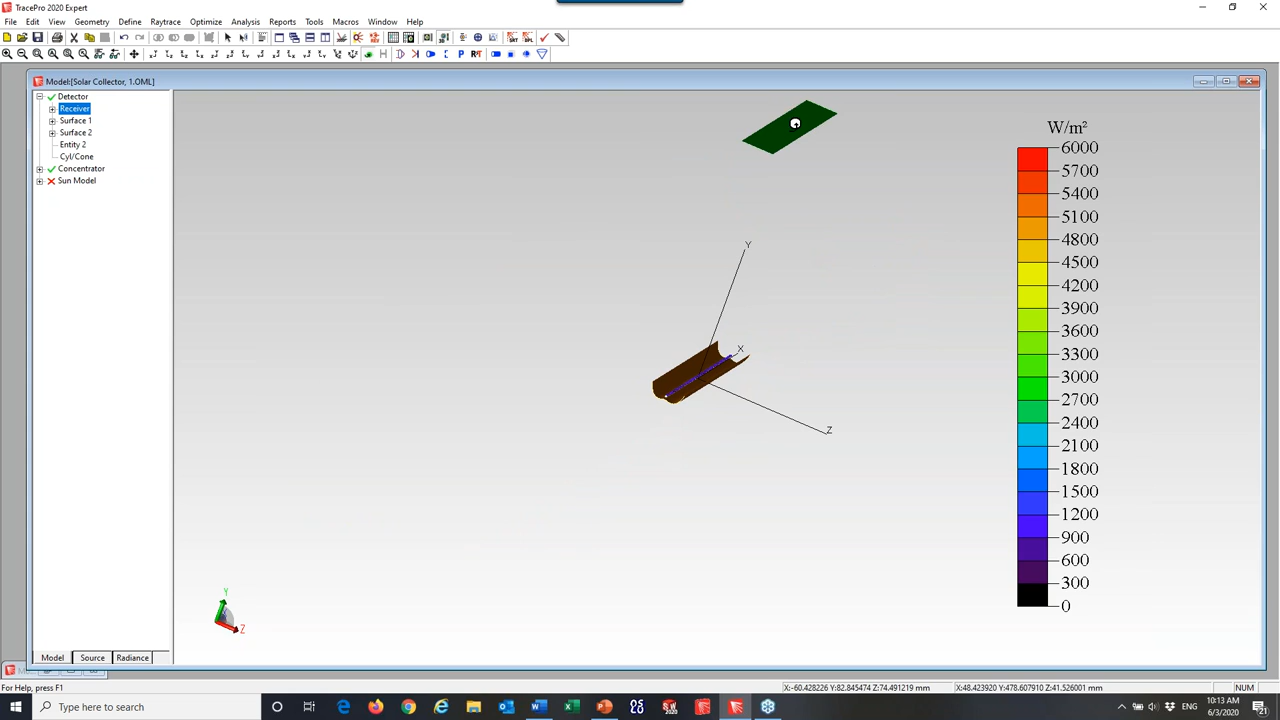 TracePro 2020 Expert
File Edit View Geometry Define Raytrace Optimize Analysis Reports Tools Macros Window Help
Model:[Solar Collector, 1.OML]
Detector
Receiver
Surface 1
Surface 2
Entity 2
Cyl/Cone
Concentrator
Sun Model
Y
X
Z
W/m²
6000
5700
5400
5100
4800
4500
4200
3900
3600
3300
3000
2700
2400
2100
1800
1500
1200
900
600
300
0
Y
Z
Model Source Radiance
For Help, press F1
X:-60.428226 Y:82.845474 Z:74.491219 mm
X:48.423920 Y:478.607910 Z:41.526001 mm
NUM
Type here to search
10:13 AM
6/3/2020